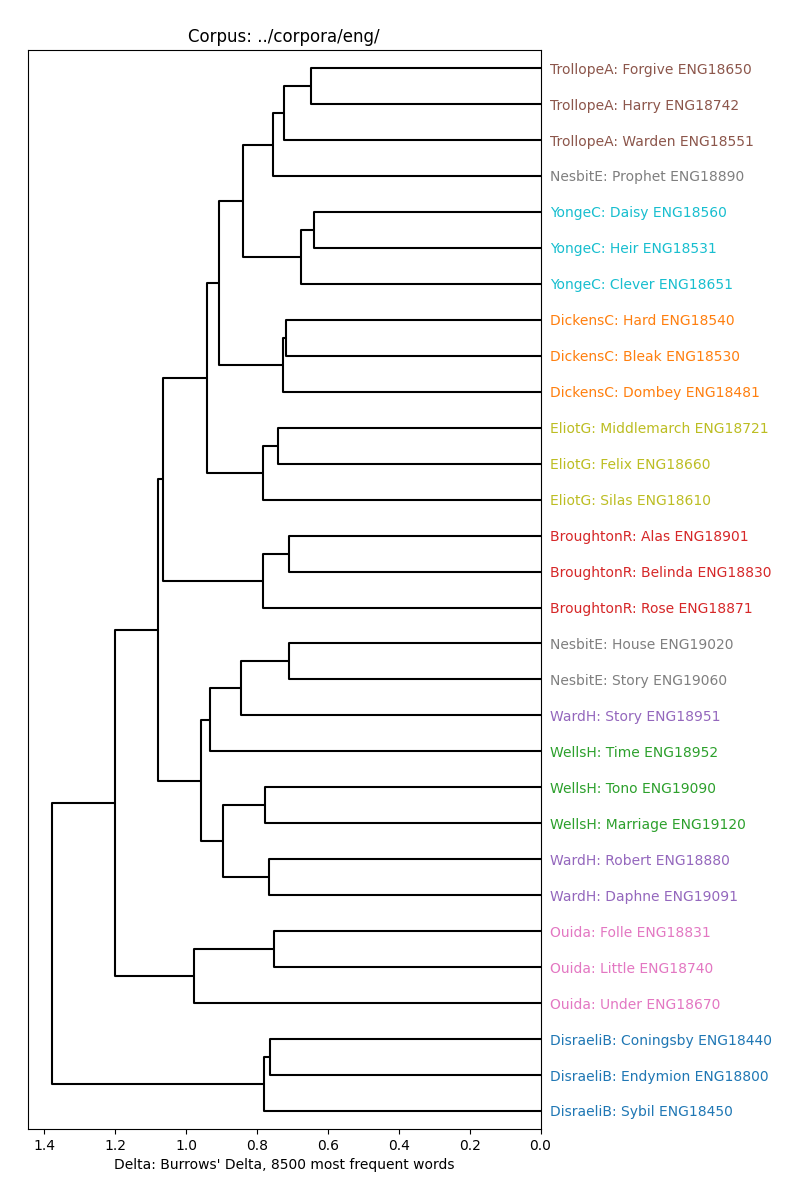 Corpus: ../corpora/eng/
TrollopeA: Forgive ENG18650
TrollopeA: Harry ENG18742
TrollopeA: Warden ENG18551
NesbitE: Prophet ENG18890
YongeC: Daisy ENG18560
YongeC: Heir ENG18531
YongeC: Clever ENG18651
DickensC: Hard ENG18540
DickensC: Bleak ENG18530
DickensC: Dombey ENG18481
EliotG: Middlemarch ENG18721
EliotG: Felix ENG18660
EliotG: Silas ENG18610
BroughtonR: Alas ENG18901
BroughtonR: Belinda ENG18830
BroughtonR: Rose ENG18871
NesbitE: House ENG19020
NesbitE: Story ENG19060
WardH: Story ENG18951
WellsH: Time ENG18952
WellsH: Tono ENG19090
WellsH: Marriage ENG19120
WardH: Robert ENG18880
WardH: Daphne ENG19091
Ouida: Folle ENG18831
Ouida: Little ENG18740
Ouida: Under ENG18670
DisraeliB: Coningsby ENG18440
DisraeliB: Endymion ENG18800
DisraeliB: Sybil ENG18450
1.4 1.2 1.0 0.8 0.6 0.4 0.2 0.0
Delta: Burrows' Delta, 8500 most frequent words